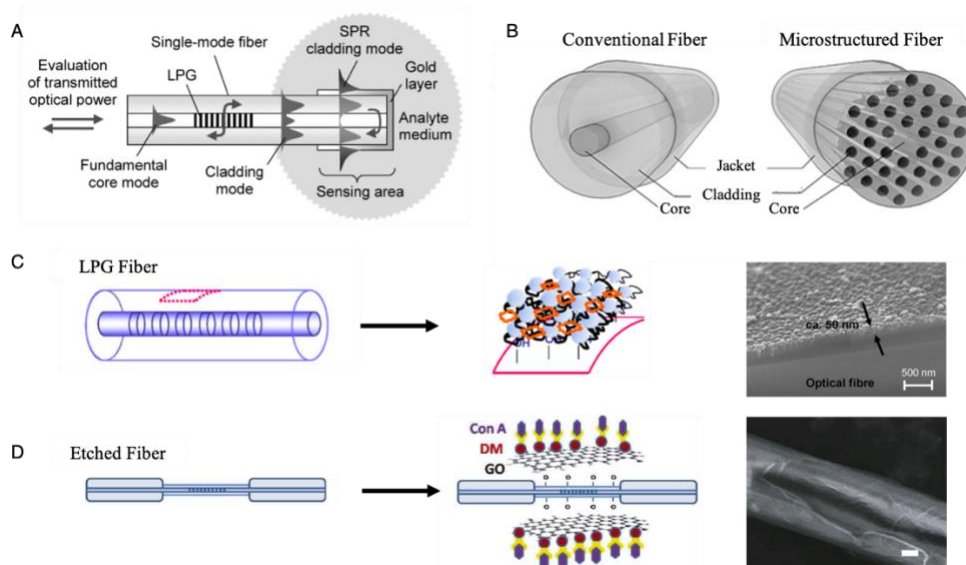 A
Evaluation
of transmitted
optical power
Single-mode fiber
LPG
Fundamental
core mode
Cladding
mode
SPR
cladding mode
Gold
layer
Analyte
medium
Sensing area
B
Conventional Fiber
Microstructured Fiber
Jacket
Cladding
Core
Core
C
LPG Fiber
OH
ca. 50 nm
500 nm
Optical fibre
D
Etched Fiber
Con A
DM
GO